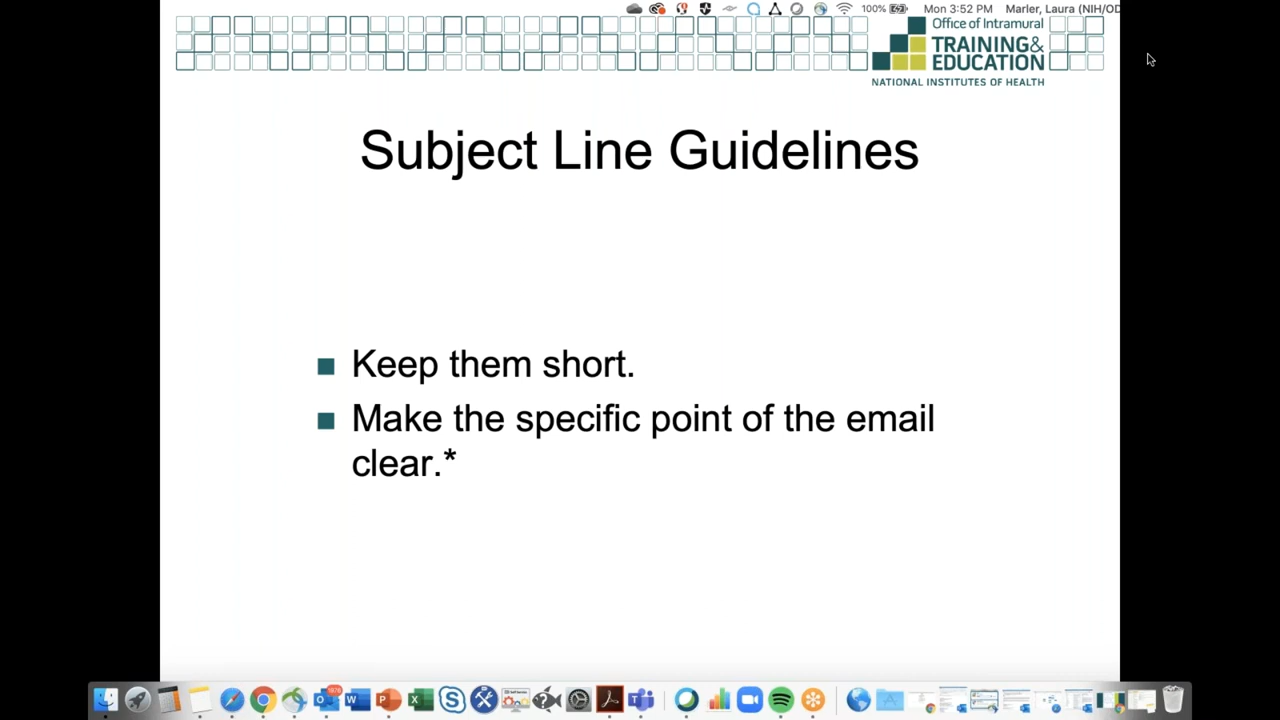 100% Mon 3:52 PM Marler, Laura (NIH/OD
Office of Intramural
TRAINING&
EDUCATION
NATIONAL INSTITUTES OF HEALTH
Subject Line Guidelines
Keep them short.
Make the specific point of the email
clear.*